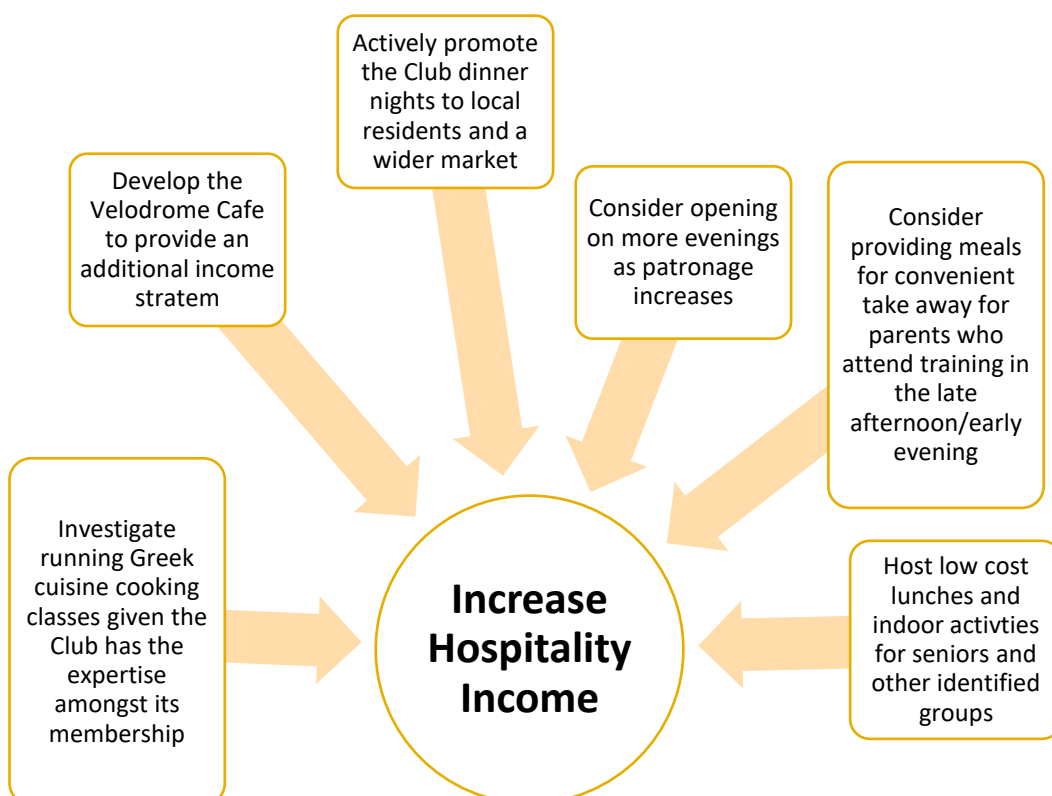 Actively promote
the Club dinner
nights to local
residents and a
wider market
Develop the
Velodrome Cafe
to provide an
additional income
stratem
Consider opening
on more evenings
as patronage
increases
Consider
providing meals
for convenient
take away for
parents who
attend training in
the late
afternoon/early
evening
Investigate
running Greek
cuisine cooking
classes given the
Club has the
expertise
amongst its
membership
Increase
Hospitality
Income
Host low cost
lunches and
indoor activties
for seniors and
other identified
groups